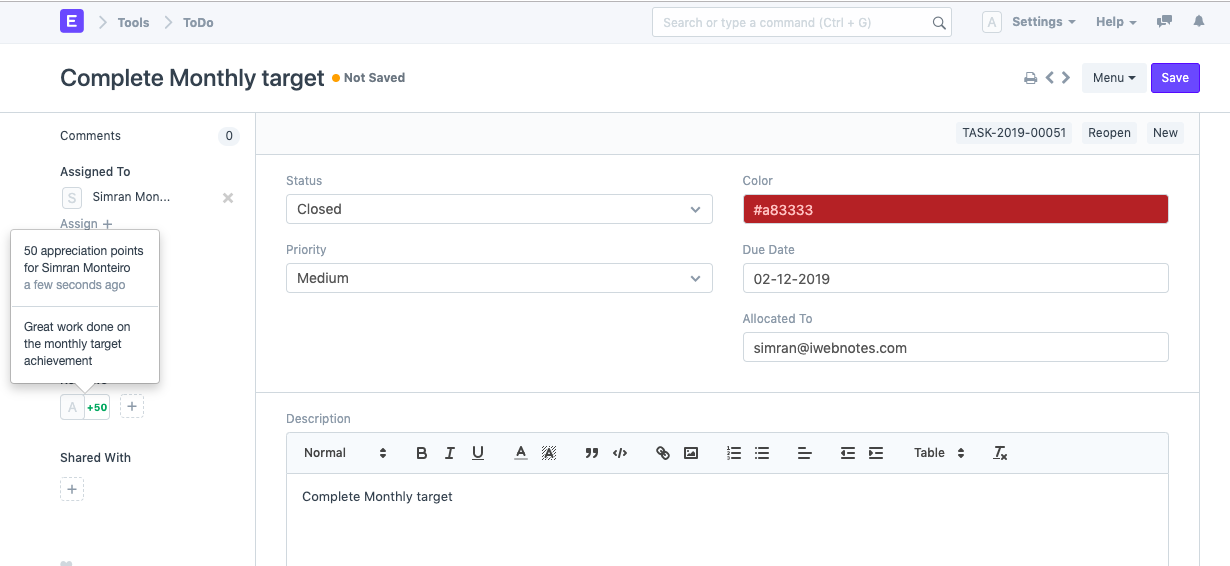 E
Tools
ToDo
Search or type a command (Ctrl + G)
A
Settings
Help
Complete Monthly target
Not Saved
Menu
Save
Comments
0
TASK-2019-00051
Reopen
New
Assigned To
S
Simran Mon...
Assign +
50 appreciation points
for Simran Monteiro
a few seconds ago
Great work done on
the monthly target
achievement
A
+50
+
Shared With
+
Status
Closed
Color
#a83333
Priority
Medium
Due Date
02-12-2019
Allocated To
simran@iwebnotes.com
Description
Normal
B I U A A
Table
Complete Monthly target